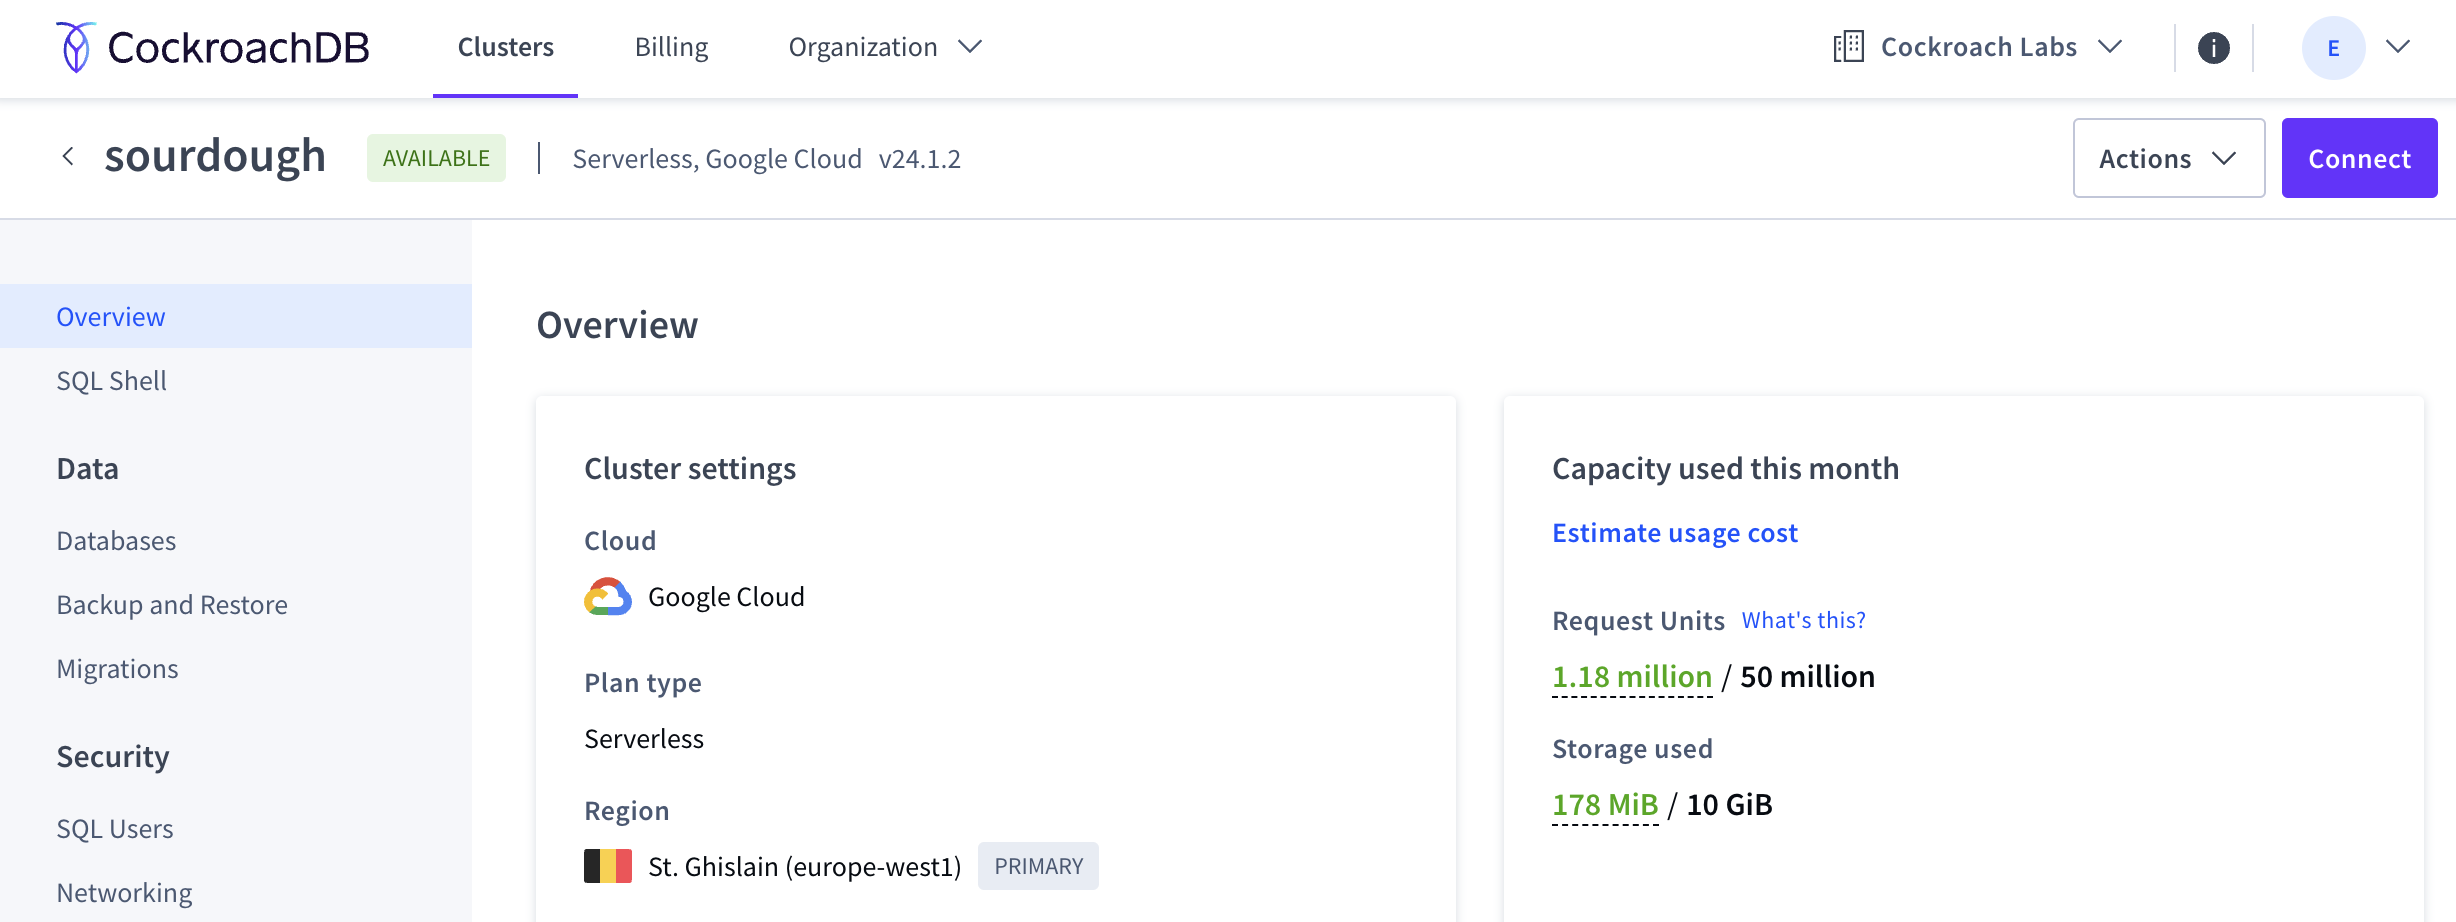 CockroachDB Clusters Billing Organization Cockroach Labs i E
sourdough AVAILABLE Serverless, Google Cloud v24.1.2 Actions Connect
Overview
SQL Shell
Data
Databases
Backup and Restore
Migrations
Security
SQL Users
Networking
Overview
Cluster settings
Cloud
Google Cloud
Plan type
Serverless
Region
St. Ghislain (europe-west1) PRIMARY
Capacity used this month
Estimate usage cost
Request Units What's this?
1.18 million / 50 million
Storage used
178 MiB / 10 GiB